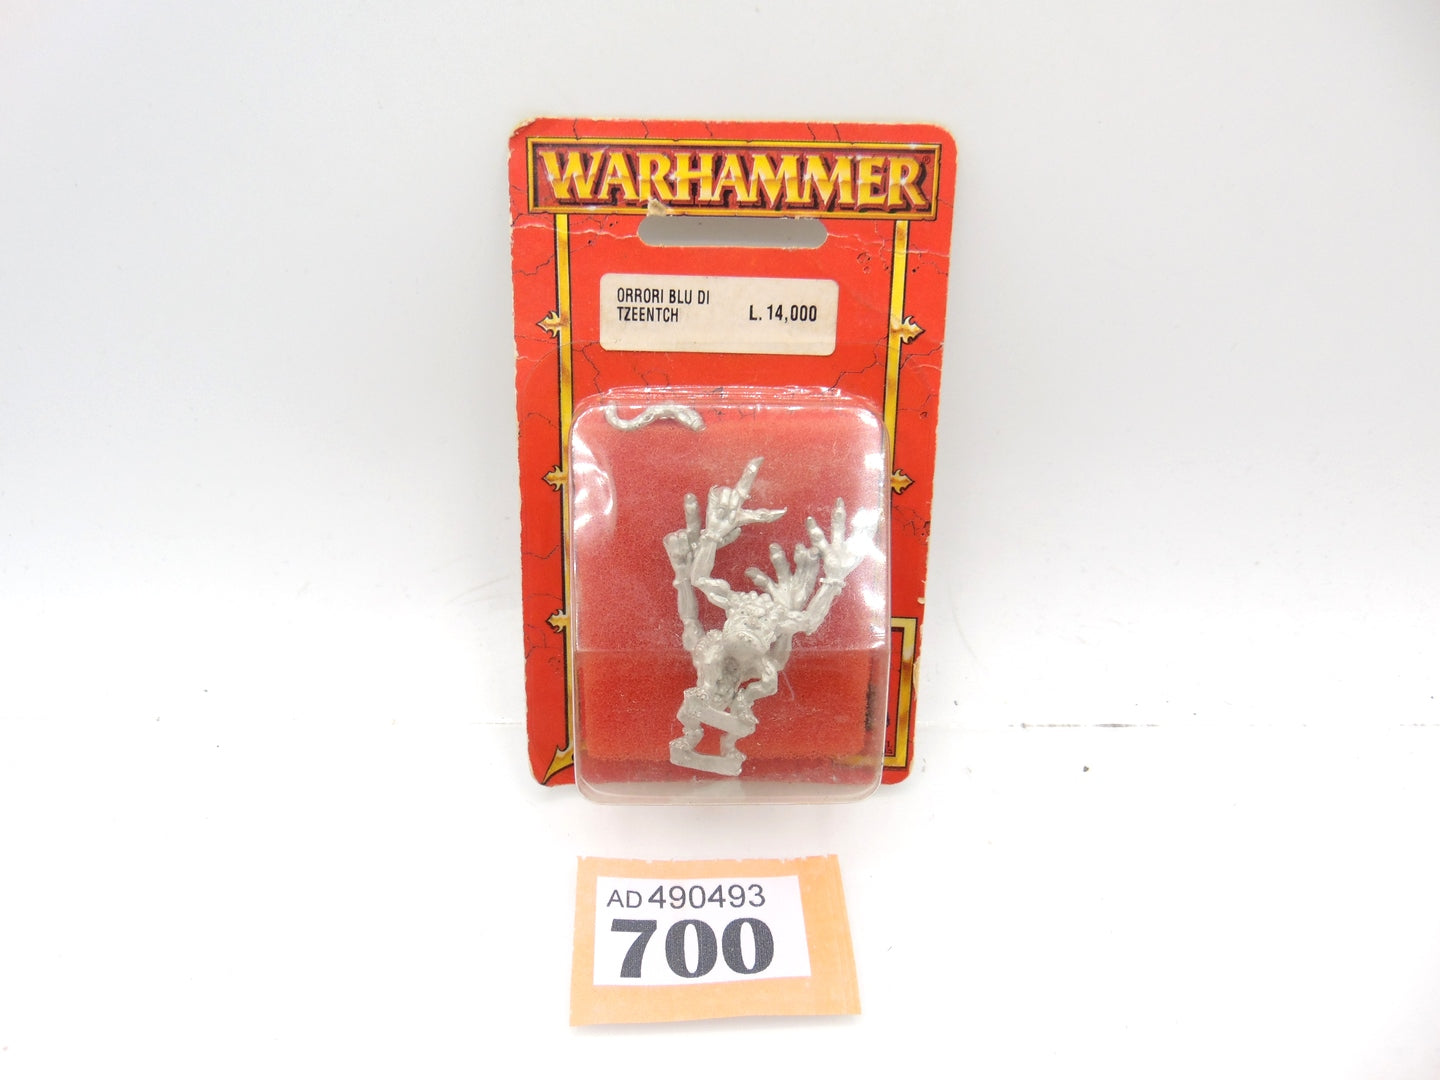 WARHAMMER®
ORRORI BLU DI
TZEENTCH
L. 14,000
AD 490493
700